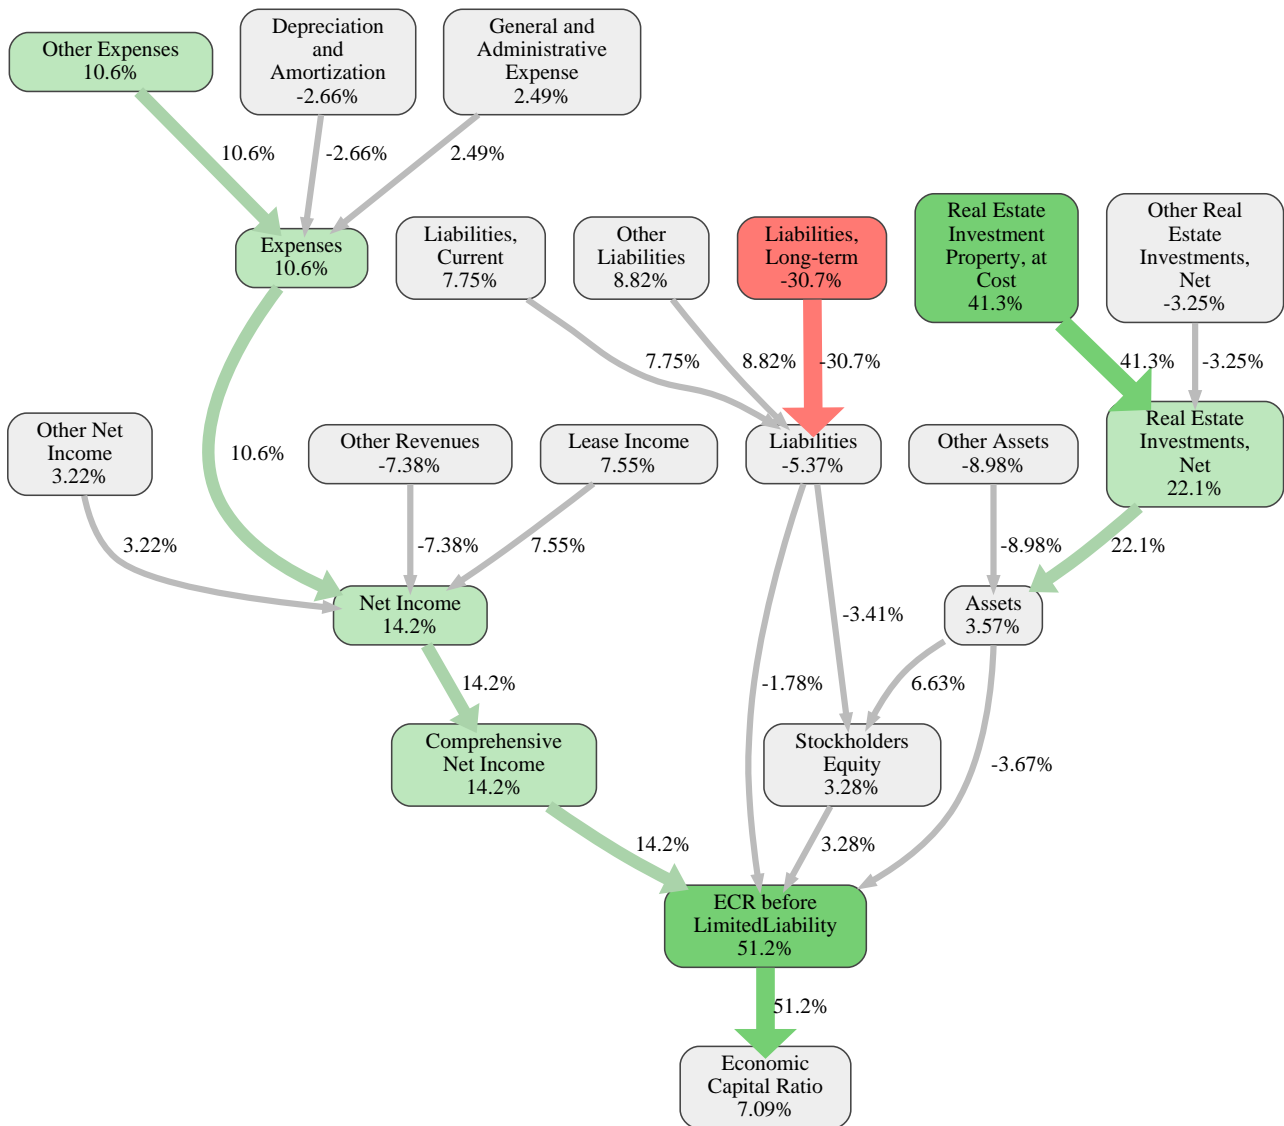 Other Expenses
10.6%
Depreciation
and
Amortization
-2.66%
General and
Administrative
Expense
2.49%
10.6%
-2.66%
2.49%
Expenses
10.6%
Liabilities,
Current
7.75%
Other
Liabilities
8.82%
Liabilities,
Long-term
-30.7%
Real Estate
Investment
Property, at
Cost
41.3%
Other Real
Estate
Investments,
Net
-3.25%
7.75%
8.82%
-30.7%
41.3%
-3.25%
Other Net
Income
3.22%
10.6%
Other Revenues
-7.38%
Lease Income
7.55%
Liabilities
-5.37%
Other Assets
-8.98%
Real Estate
Investments,
Net
22.1%
3.22%
-7.38%
7.55%
-8.98%
22.1%
Net Income
14.2%
-3.41%
Assets
3.57%
14.2%
-1.78%
6.63%
-3.67%
Comprehensive
Net Income
14.2%
Stockholders
Equity
3.28%
14.2%
3.28%
ECR before
LimitedLiability
51.2%
51.2%
Economic
Capital Ratio
7.09%